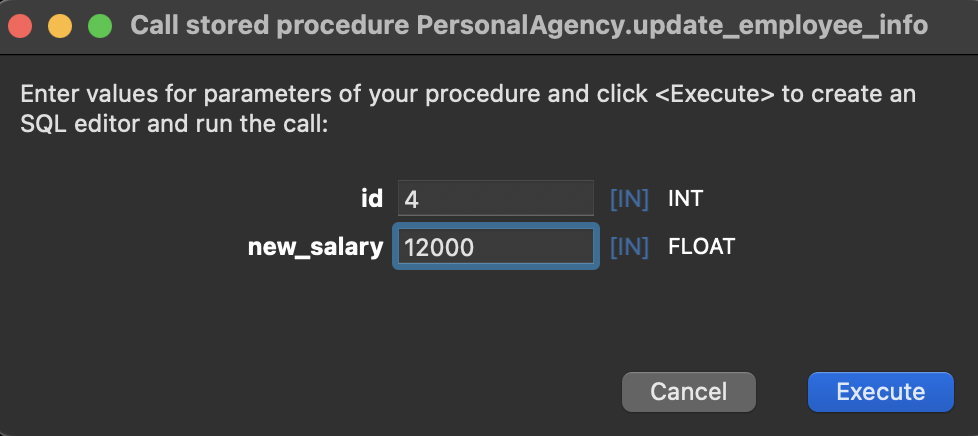 Call stored procedure PersonalAgency.update_employee_info
Enter values for parameters of your procedure and click <Execute> to create an
SQL editor and run the call:
id 4 [IN] INT
new_salary 12000 [IN] FLOAT
Cancel Execute